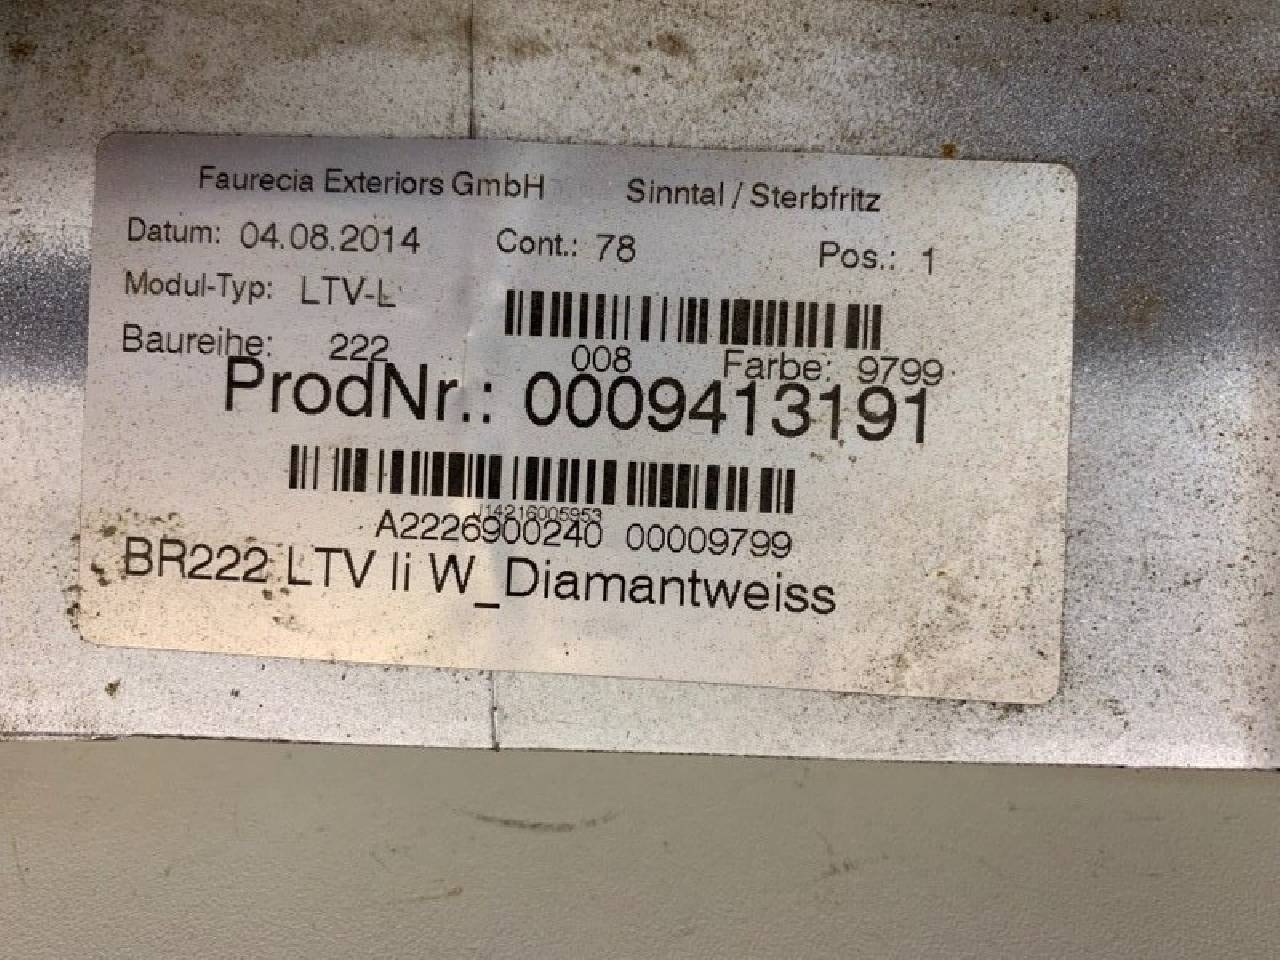 Faurecia Exteriors GmbH Sinntal / Sterbfritz
Datum: 04.08.2014 Cont.: 78 Pos.: 1
Modul-Typ: LTV-L
Baureihe: 222 008 Farbe: 9799
ProdNr.: 0009413191
J14216005953
A2226900240 00009799
BR222 LTV li W_Diamantweiss